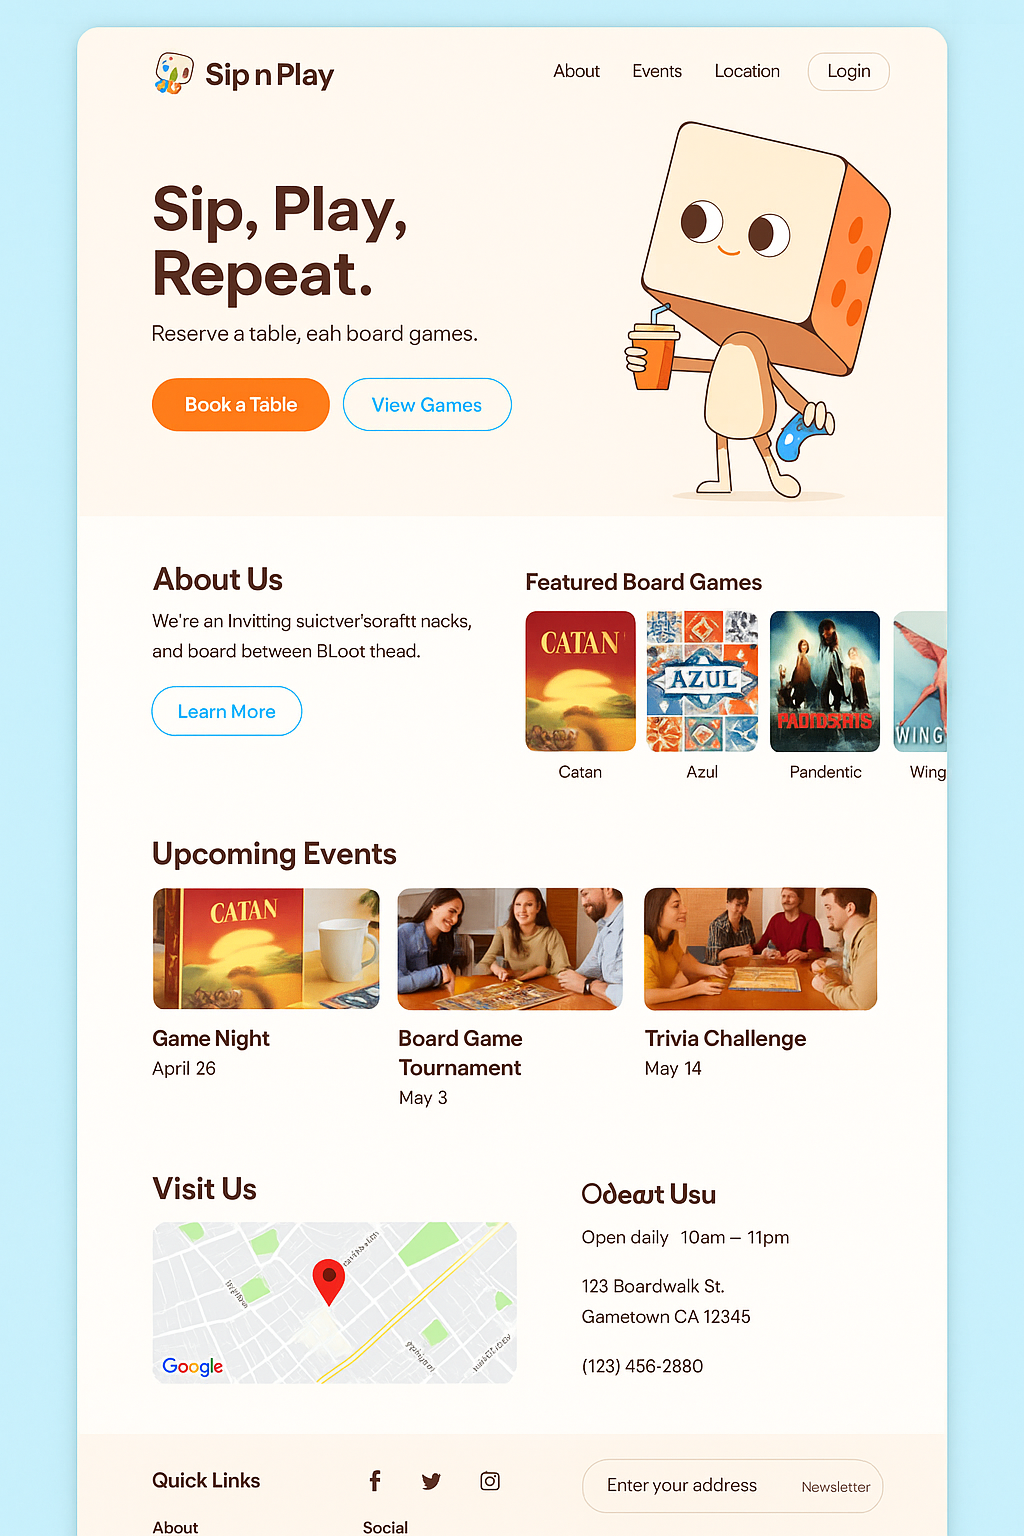 Sip n Play
About
Events
Location
Login
Sip, Play,
Repeat.
Reserve a table, eah board games.
Book a Table
View Games
About Us
We're an Invitting suictver'soraftt nacks,
and board between BLoot thead.
Learn More
Featured Board Games
CATAN
AZUL
WING
Catan
Azul
Pandentic
Wing
Upcoming Events
CATAN
Game Night
April 26
Board Game
Tournament
May 3
Trivia Challenge
May 14
Visit Us
Google
Usu
Open daily 10am – 11pm
123 Boardwalk St.
Gametown CA 12345
(123) 456-2880
Quick Links
Enter your address
Newsletter
About
Social